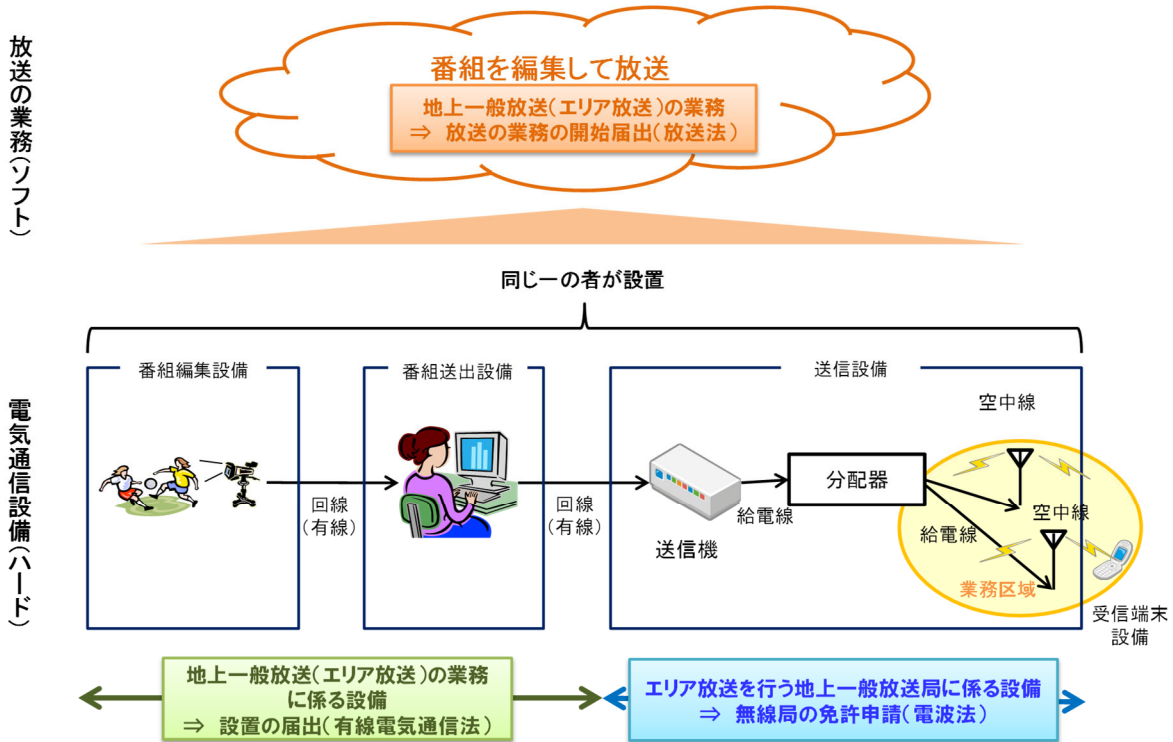 放送の業務(ソフト)
番組を編集して放送
地上一般放送(エリア放送)の業務
⇒ 放送の業務の開始届出(放送法)
同じ一の者が設置
電気通信設備(ハード)
番組編集設備
番組送出設備
送信設備
空中線
分配器
回線
(有線)
回線
(有線)
給電線
送信機
空中線
給電線
業務区域
受信端末
設備
地上一般放送(エリア放送)の業務
に係る設備
⇒ 設置の届出(有線電気通信法)
エリア放送を行う地上一般放送局に係る設備
⇒ 無線局の免許申請(電波法)